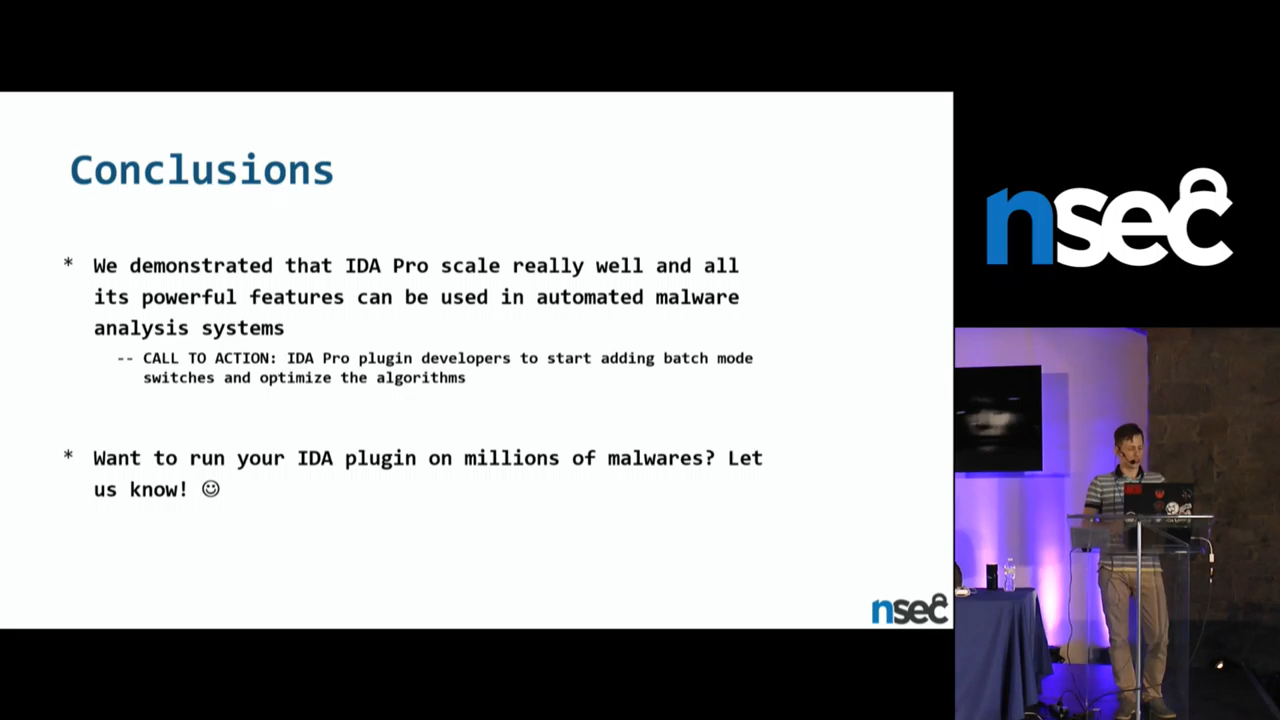 Conclusions
* We demonstrated that IDA Pro scale really well and all
its powerful features can be used in automated malware
analysis systems
-- CALL TO ACTION: IDA Pro plugin developers to start adding batch mode
switches and optimize the algorithms
* Want to run your IDA plugin on millions of malwares? Let
us know! ☺
nsec
nsec